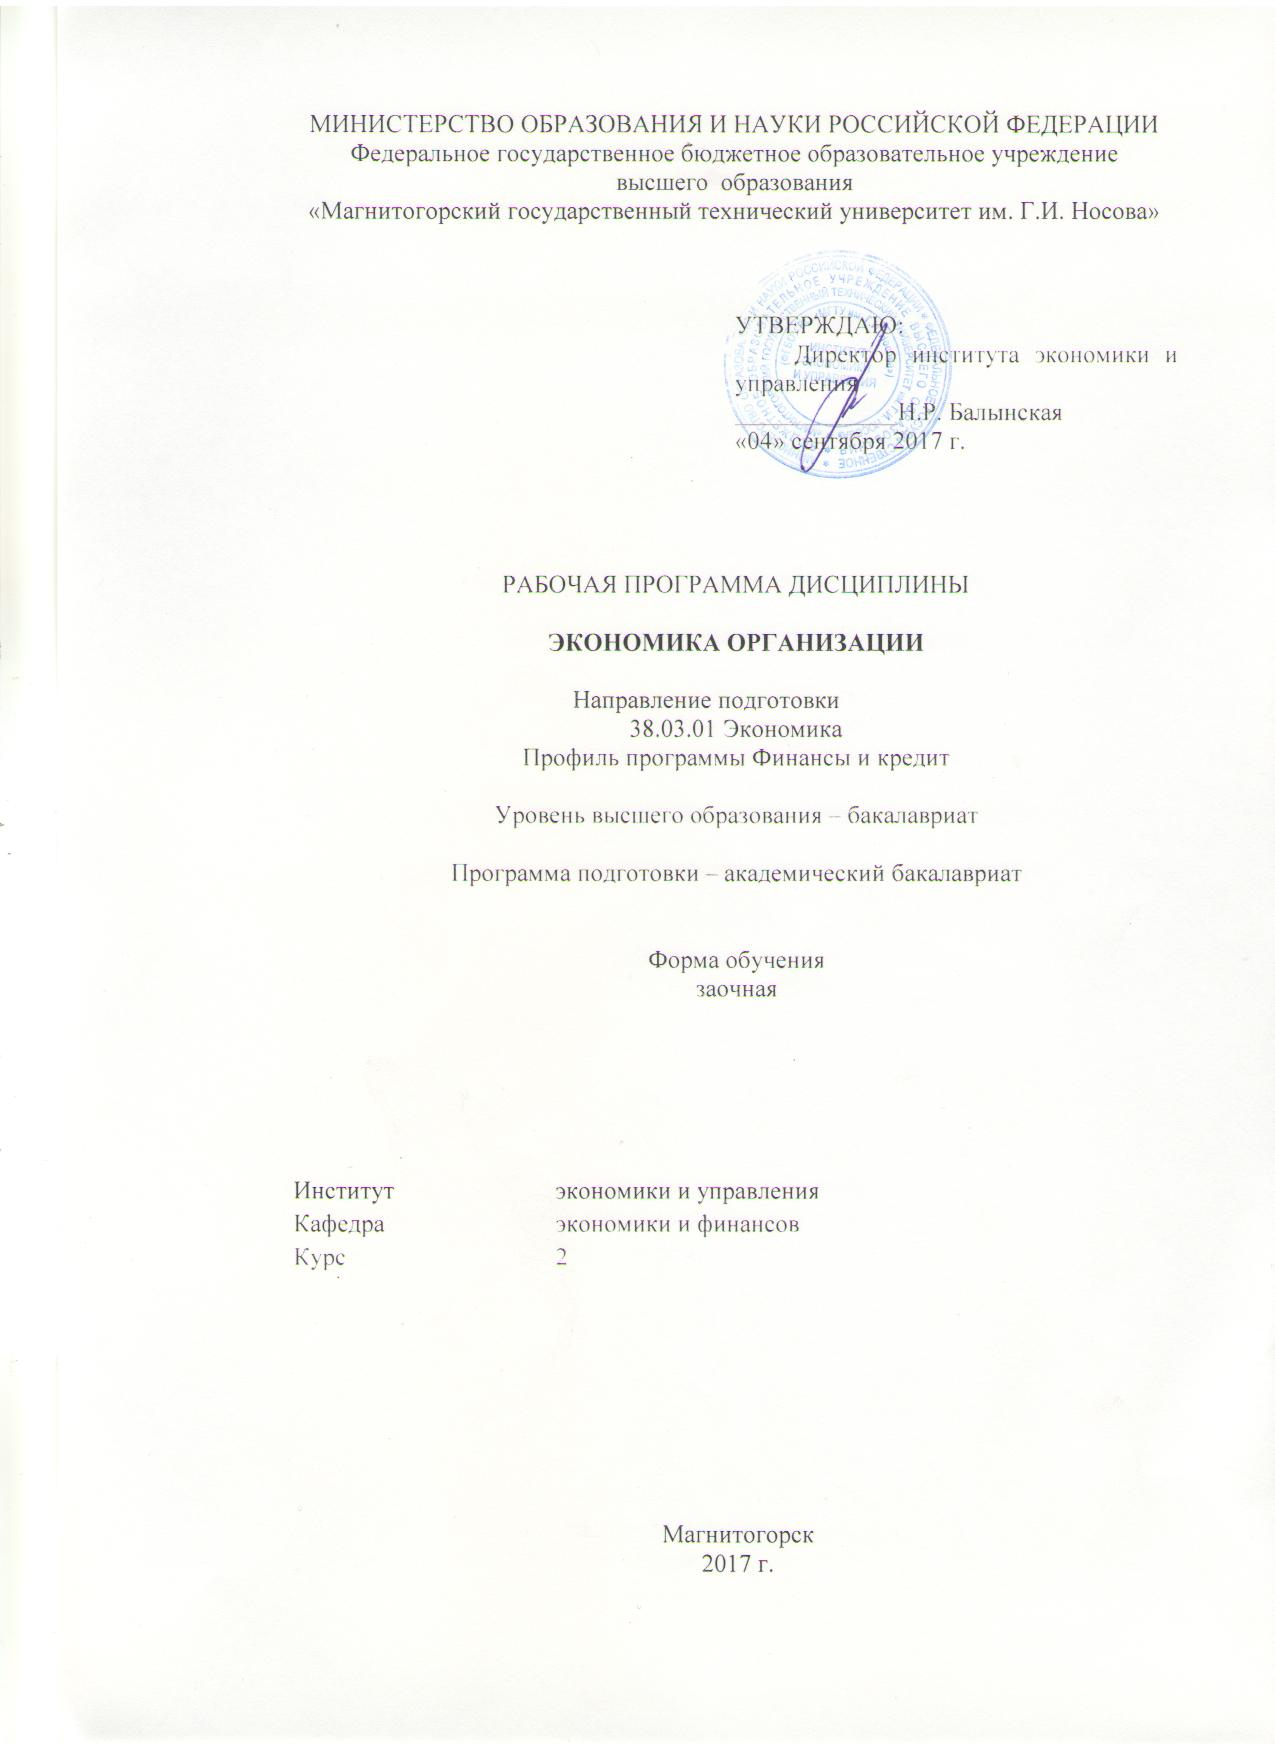 МИНИСТЕРСТВО ОБРАЗОВАНИЯ И НАУКИ РОССИЙСКОЙ ФЕДЕРАЦИИ
Федеральное государственное бюджетное образовательное учреждение
высшего образования
«Магнитогорский государственный технический университет им. Г.И. Носова»
УТВЕРЖДАЮ:
Директор института экономики и
управления
Н.Р. Балынская
«04» сентября 2017 г.
ИНСТИТУТ
ЭКОНОМИКИ
И УПРАВЛЕНИЯ
РАБОЧАЯ ПРОГРАММА ДИСЦИПЛИНЫ
ЭКОНОМИКА ОРГАНИЗАЦИИ
Направление подготовки
38.03.01 Экономика
Профиль программы Финансы и кредит
Уровень высшего образования – бакалавриат
Программа подготовки – академический бакалавриат
Форма обучения
заочная
Институт экономики и управления
Кафедра экономики и финансов
Курс 2
Магнитогорск
2017 г.